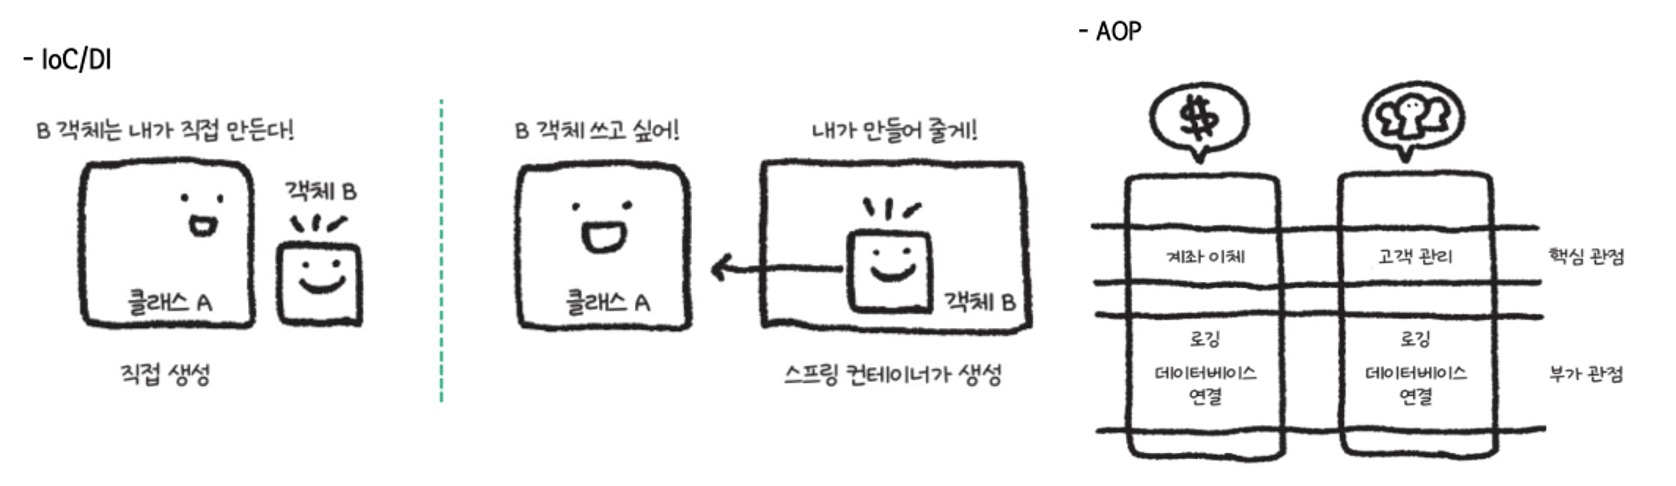 - IoC/DI
B 객체는 내가 직접 만든다!
객체 B
클래스 A
직접 생성
B 객체 쓰고 싶어!
내가 만들어 줄게!
클래스 A
객체 B
스프링 컨테이너가 생성
- AOP
$
계좌 이체
고객 관리
핵심 관점
로깅
데이터베이스
연결
로깅
데이터베이스
연결
부가 관점